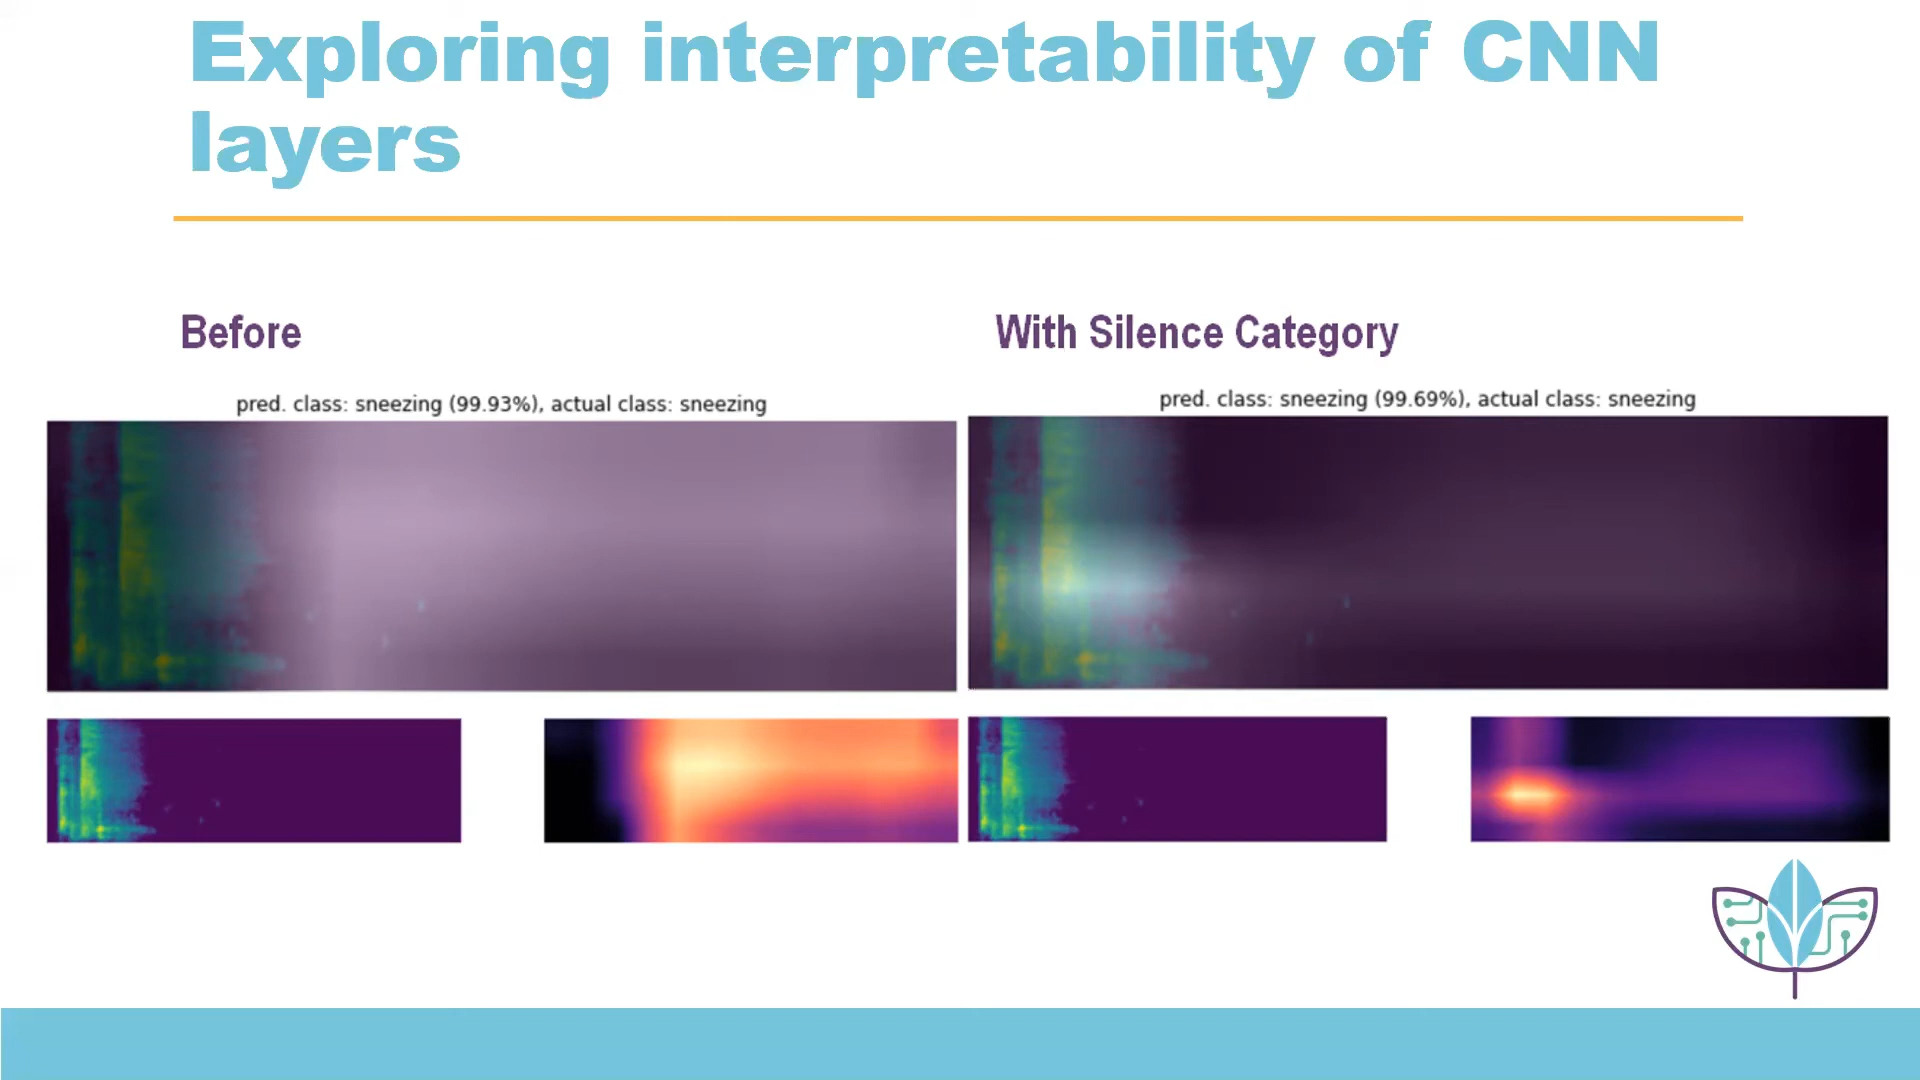 Exploring interpretability of CNN
layers
Before
With Silence Category
pred. class: sneezing (99.93%), actual class: sneezing
pred. class: sneezing (99.69%), actual class: sneezing